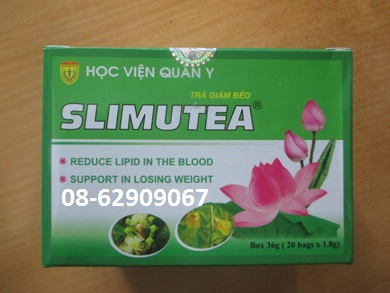 HỌC VIỆN QUÂN Y
TRÀ GIẢM BÉO
SLIMUTEA®
REDUCE LIPID IN THE BLOOD
SUPPORT IN LOSING WEIGHT
08-62909067
Box 36g ( 20 bags x 1.8g)